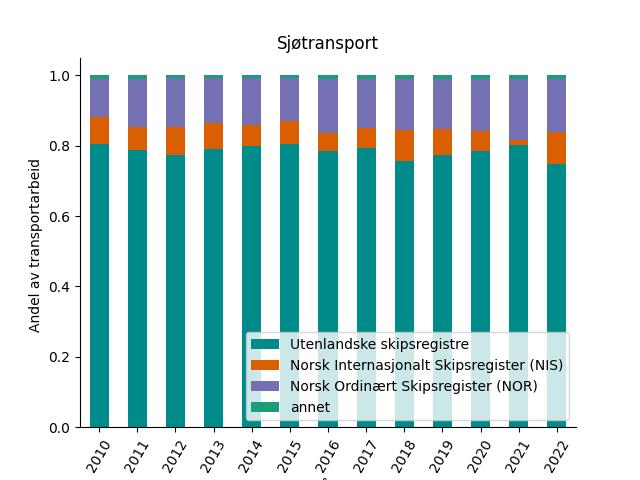 Sjøtransport
Andel av transportarbeid
1.0
0.8
0.6
0.4
0.2
0.0
Utenlandske skipsregistre
Norsk Internasjonalt Skipsregister (NIS)
Norsk Ordinært Skipsregister (NOR)
annet
2010 2011 2012 2013 2014 2015 2016 2017 2018 2019 2020 2021 2022